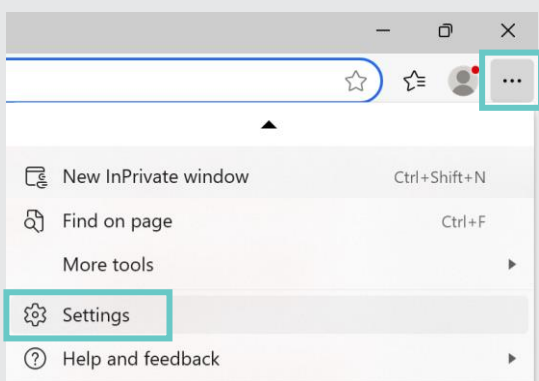 New InPrivate window Ctrl+Shift+N
Find on page Ctrl+F
More tools
Settings
Help and feedback